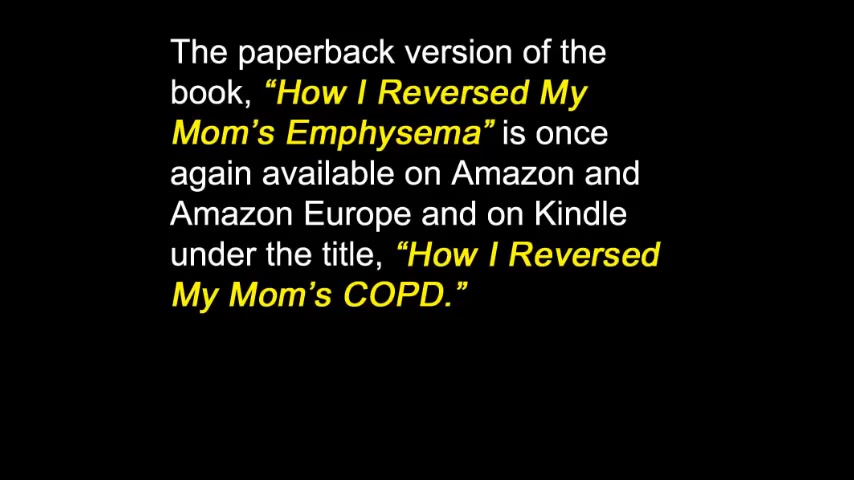 The paperback version of the
book, “How I Reversed My
Mom’s Emphysema” is once
again available on Amazon and
Amazon Europe and on Kindle
under the title, “How I Reversed
My Mom’s COPD.”